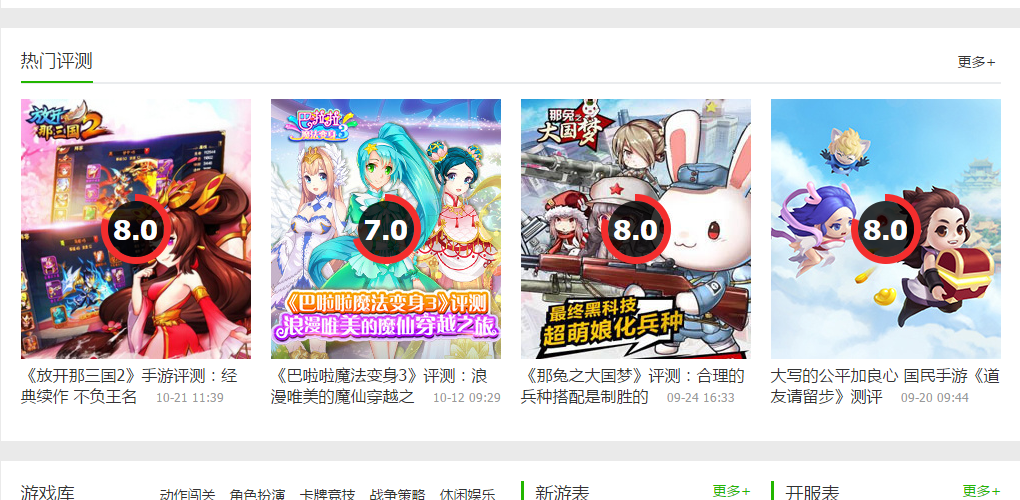 热门评测
更多+
放开
那三国2
8.0
巴啦啦
魔法变身3
7.0
《巴啦啦魔法变身3》评测
浪漫唯美的魔仙穿越之旅
那兔之
大国梦
8.0
最终黑科技
超萌娘化兵种
8.0
《放开那三国2》手游评测：经
典续作 不负王名
10-21 11:39
《巴啦啦魔法变身3》评测：浪
漫唯美的魔仙穿越之
10-12 09:29
《那兔之大国梦》评测：合理的
兵种搭配是制胜的
09-24 16:33
大写的公平加良心 国民手游《道
友请留步》测评
09-20 09:44
游戏库
动作闯关 角色扮演 卡牌竞技 战争策略 休闲娱乐
新游表
更多+
开服表
更多+